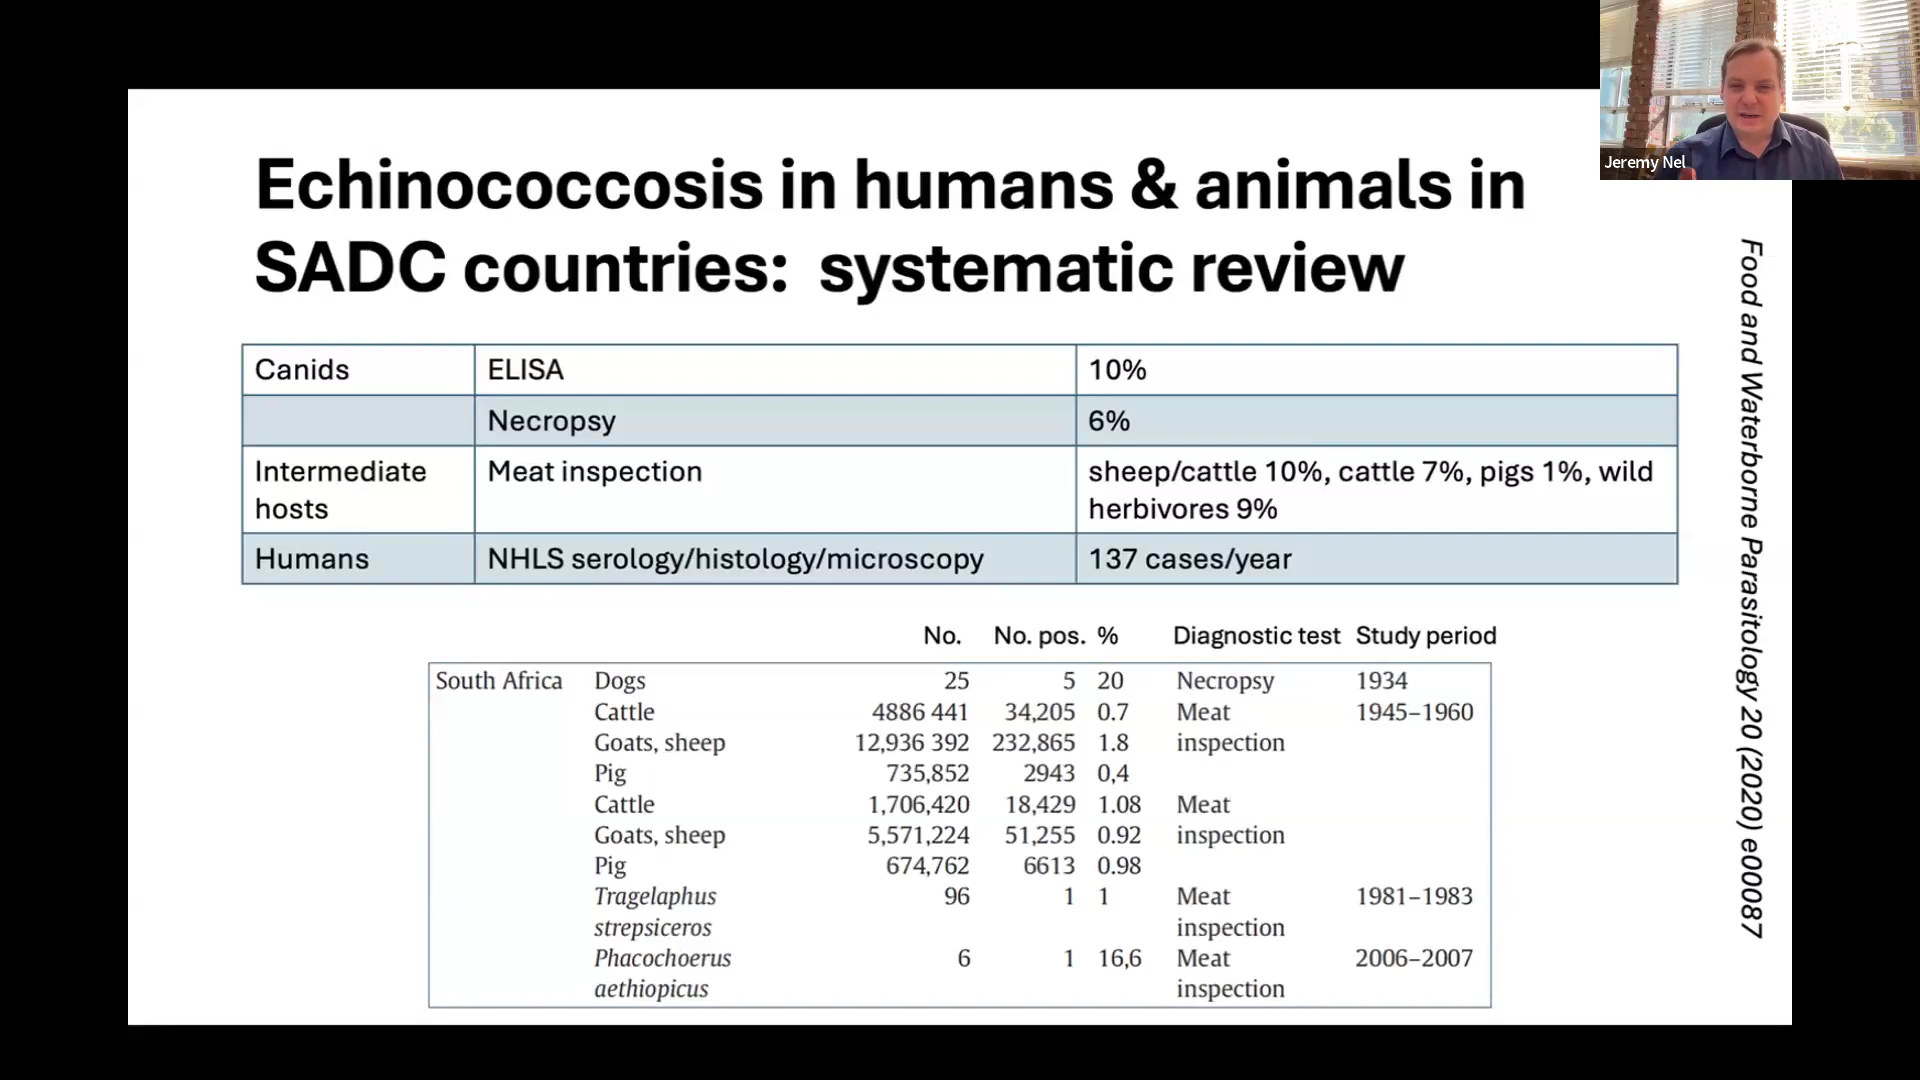 Jeremy Nel
Echinococcosis in humans & animals in
SADC countries: systematic review
Canids ELISA 10%
Necropsy 6%
Intermediate hosts Meat inspection sheep/cattle 10%, cattle 7%, pigs 1%, wild
herbivores 9%
Humans NHLS serology/histology/microscopy 137 cases/year
No. No. pos. % Diagnostic test Study period
South Africa Dogs 25 5 20 Necropsy 1934
Cattle 4886 441 34,205 0.7 Meat 1945–1960
Goats, sheep 12,936 392 232,865 1.8 inspection
Pig 735,852 2943 0,4
Cattle 1,706,420 18,429 1.08 Meat
Goats, sheep 5,571,224 51,255 0.92 inspection
Pig 674,762 6613 0.98
Tragelaphus 96 1 1 Meat 1981–1983
strepsiceros inspection
Phacochoerus 6 1 16,6 Meat 2006–2007
aethiopicus inspection
Food and Waterborne Parasitology 20 (2020) e00087